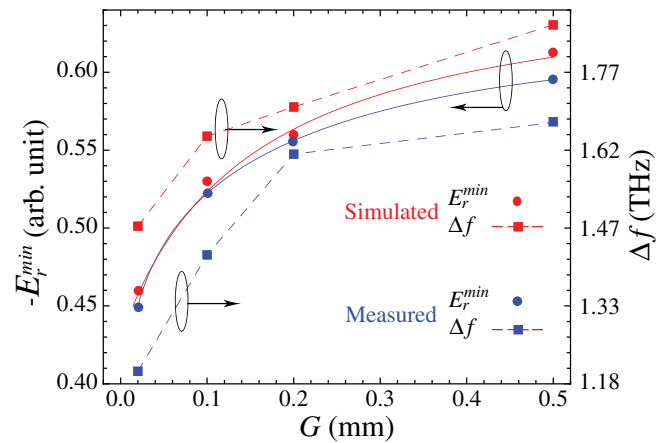 0.60
0.55
0.50
0.45
0.40
-E_r^min (arb. unit)
1.77
1.62
1.47
1.33
1.18
Δf (THz)
Simulated
E_r^min
Δf
Measured
E_r^min
Δf
0.0 0.1 0.2 0.3 0.4 0.5
G (mm)